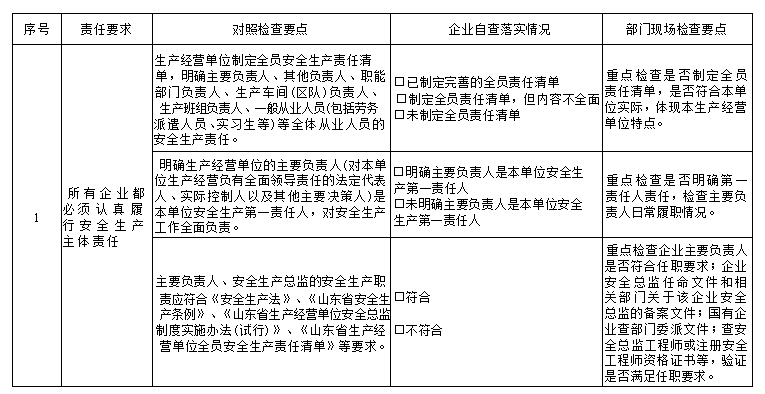 序号 责任要求 对照检查要点 企业自查落实情况 部门现场检查要点
1
所有企业都
必须认真履
行安全生产
主体责任
生产经营单位制定全员安全生产责任清
单，明确主要负责人、其他负责人、职能
部门负责人、生产车间(区队)负责人、
生产班组负责人、一般从业人员(包括劳务
派遣人员、实习生等)等全体从业人员的
安全生产责任。
□已制定完善的全员责任清单
□制定全员责任清单，但内容不全面
□未制定全员责任清单
重点检查是否制定全员
责任清单，是否符合本单
位实际，体现本生产经营
单位特点。
明确生产经营单位的主要负责人(对本单
位生产经营负有全面领导责任的法定代表
人、实际控制人以及其他主要决策人)是
本单位安全生产第一责任人，对安全生产
工作全面负责。
□明确主要负责人是本单位安全生
产第一责任人
□未明确主要负责人是本单位安全
生产第一责任人
重点检查是否明确第一
责任人责任，检查主要负
责人日常履职情况。
主要负责人、安全生产总监的安全生产职
责应符合《安全生产法》、《山东省安全生
产条例》、《山东省生产经营单位安全总监
制度实施办法(试行)》、《山东省生产经
营单位全员安全生产责任清单》等要求。
□符合
□不符合
重点检查企业主要负责人
是否符合任职要求；企业
安全总监任命文件和相
关部门关于该企业安全
总监的备案文件；国有企
业查部门委派文件；查安
全总监工程师或注册安全
工程师资格证书等，验证
是否满足任职要求。